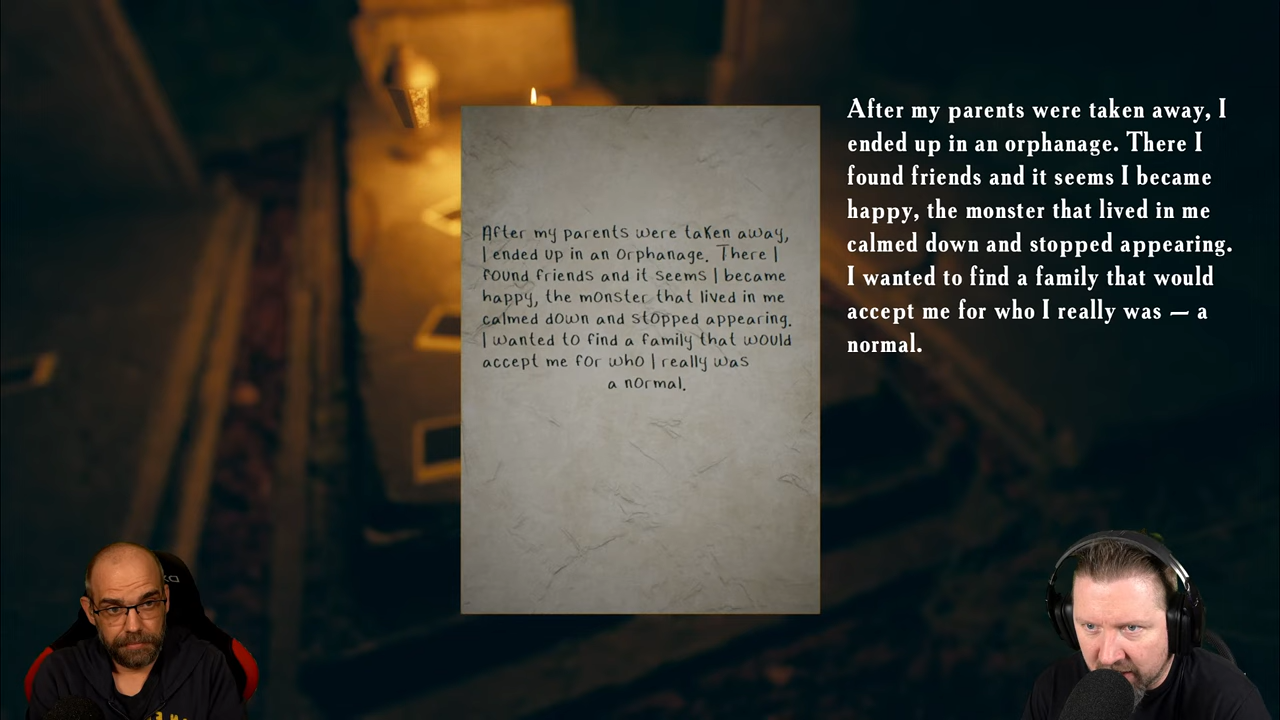 After my parents were taken away,
I ended up in an orphanage. There I
found friends and it seems I became
happy, the monster that lived in me
calmed down and stopped appearing.
I wanted to find a family that would
accept me for who I really was
a normal.
After my parents were taken away, I
ended up in an orphanage. There I
found friends and it seems I became
happy, the monster that lived in me
calmed down and stopped appearing.
I wanted to find a family that would
accept me for who I really was — a
normal.